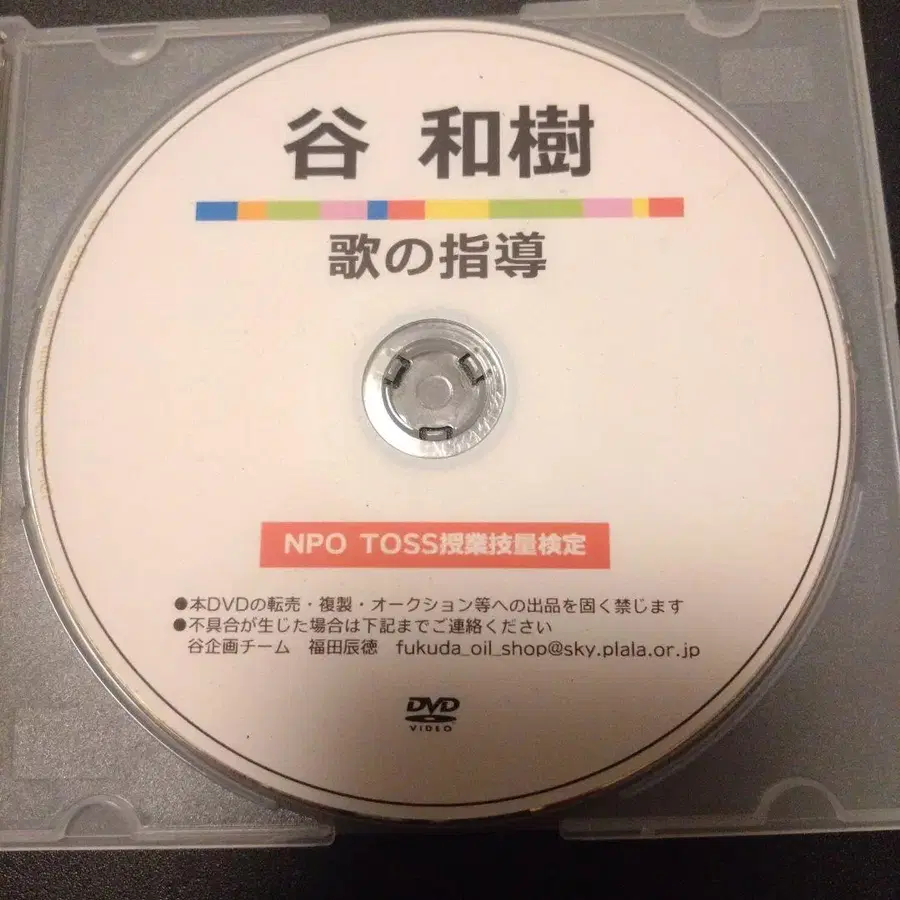 谷 和樹
歌の指導
NPO TOSS授業技量検定
●本DVDの転売・複製・オークション等への出品を固く禁じます
●不具合が生じた場合は下記までご連絡ください
谷企画チーム 福田辰徳 fukuda_oil_shop@sky.plala.or.jp
DVD
VIDEO